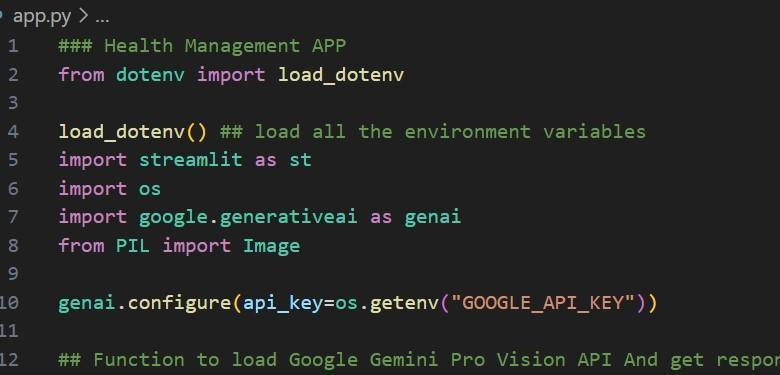 app.py > ...
1 ### Health Management APP
2 from dotenv import load_dotenv
3
4 load_dotenv() ## load all the environment variables
5 import streamlit as st
6 import os
7 import google.generativeai as genai
8 from PIL import Image
9
10 genai.configure(api_key=os.getenv("GOOGLE_API_KEY"))
11
12 ## Function to load Google Gemini Pro Vision API And get